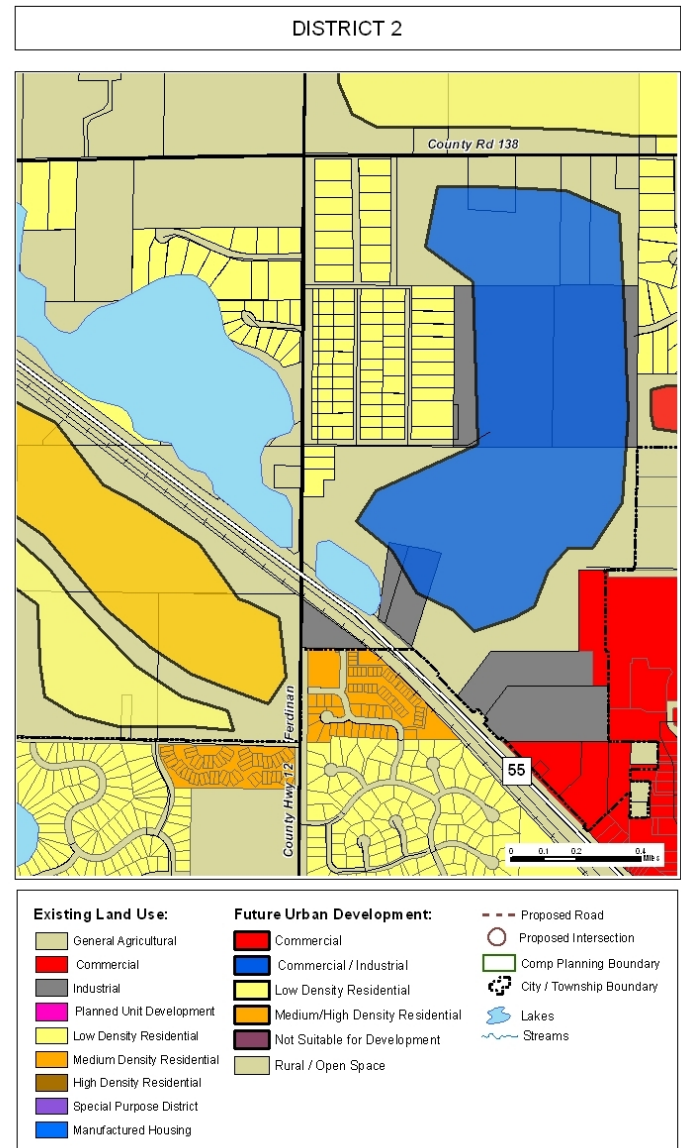 DISTRICT 2
County Rd 138
County Hwy 12 Ferdinan
55
0 0.1 0.2 0.4
Miles
Existing Land Use:
General Agricultural
Commercial
Industrial
Planned Unit Development
Low Density Residential
Medium Density Residential
High Density Residential
Special Purpose District
Manufactured Housing
Future Urban Development:
Commercial
Commercial / Industrial
Low Density Residential
Medium/High Density Residential
Not Suitable for Development
Rural / Open Space
Proposed Road
Proposed Intersection
Comp Planning Boundary
City / Township Boundary
Lakes
Streams